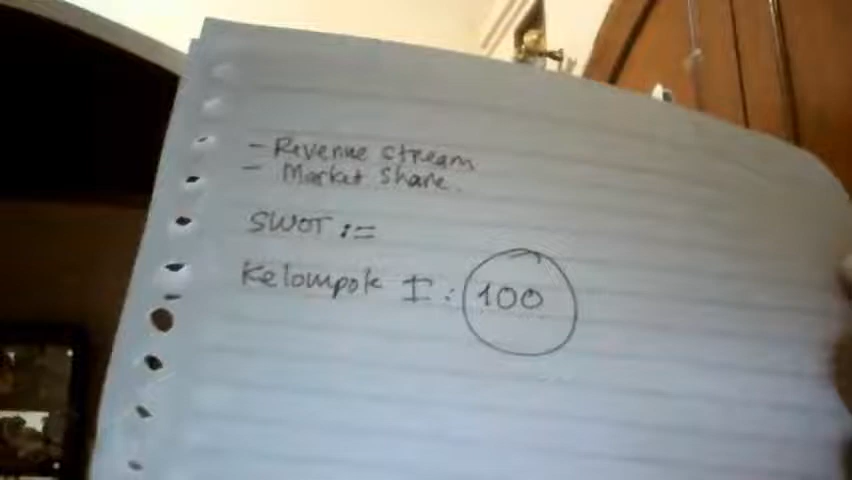 - Revenue stream
- Market share.
SWOT :=
Kelompok I : 100